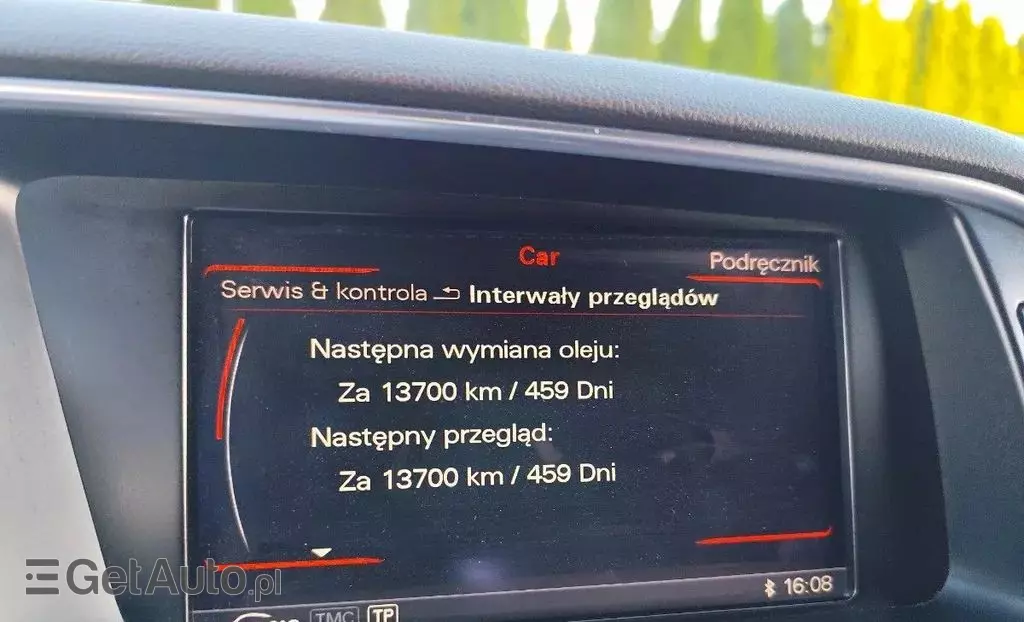 Car
Podręcznik
Serwis & kontrola Interwały przeglądów
Następna wymiana oleju:
Za 13700 km / 459 Dni
Następny przegląd:
Za 13700 km / 459 Dni
GetAuto.pl
16:08
TMC TP